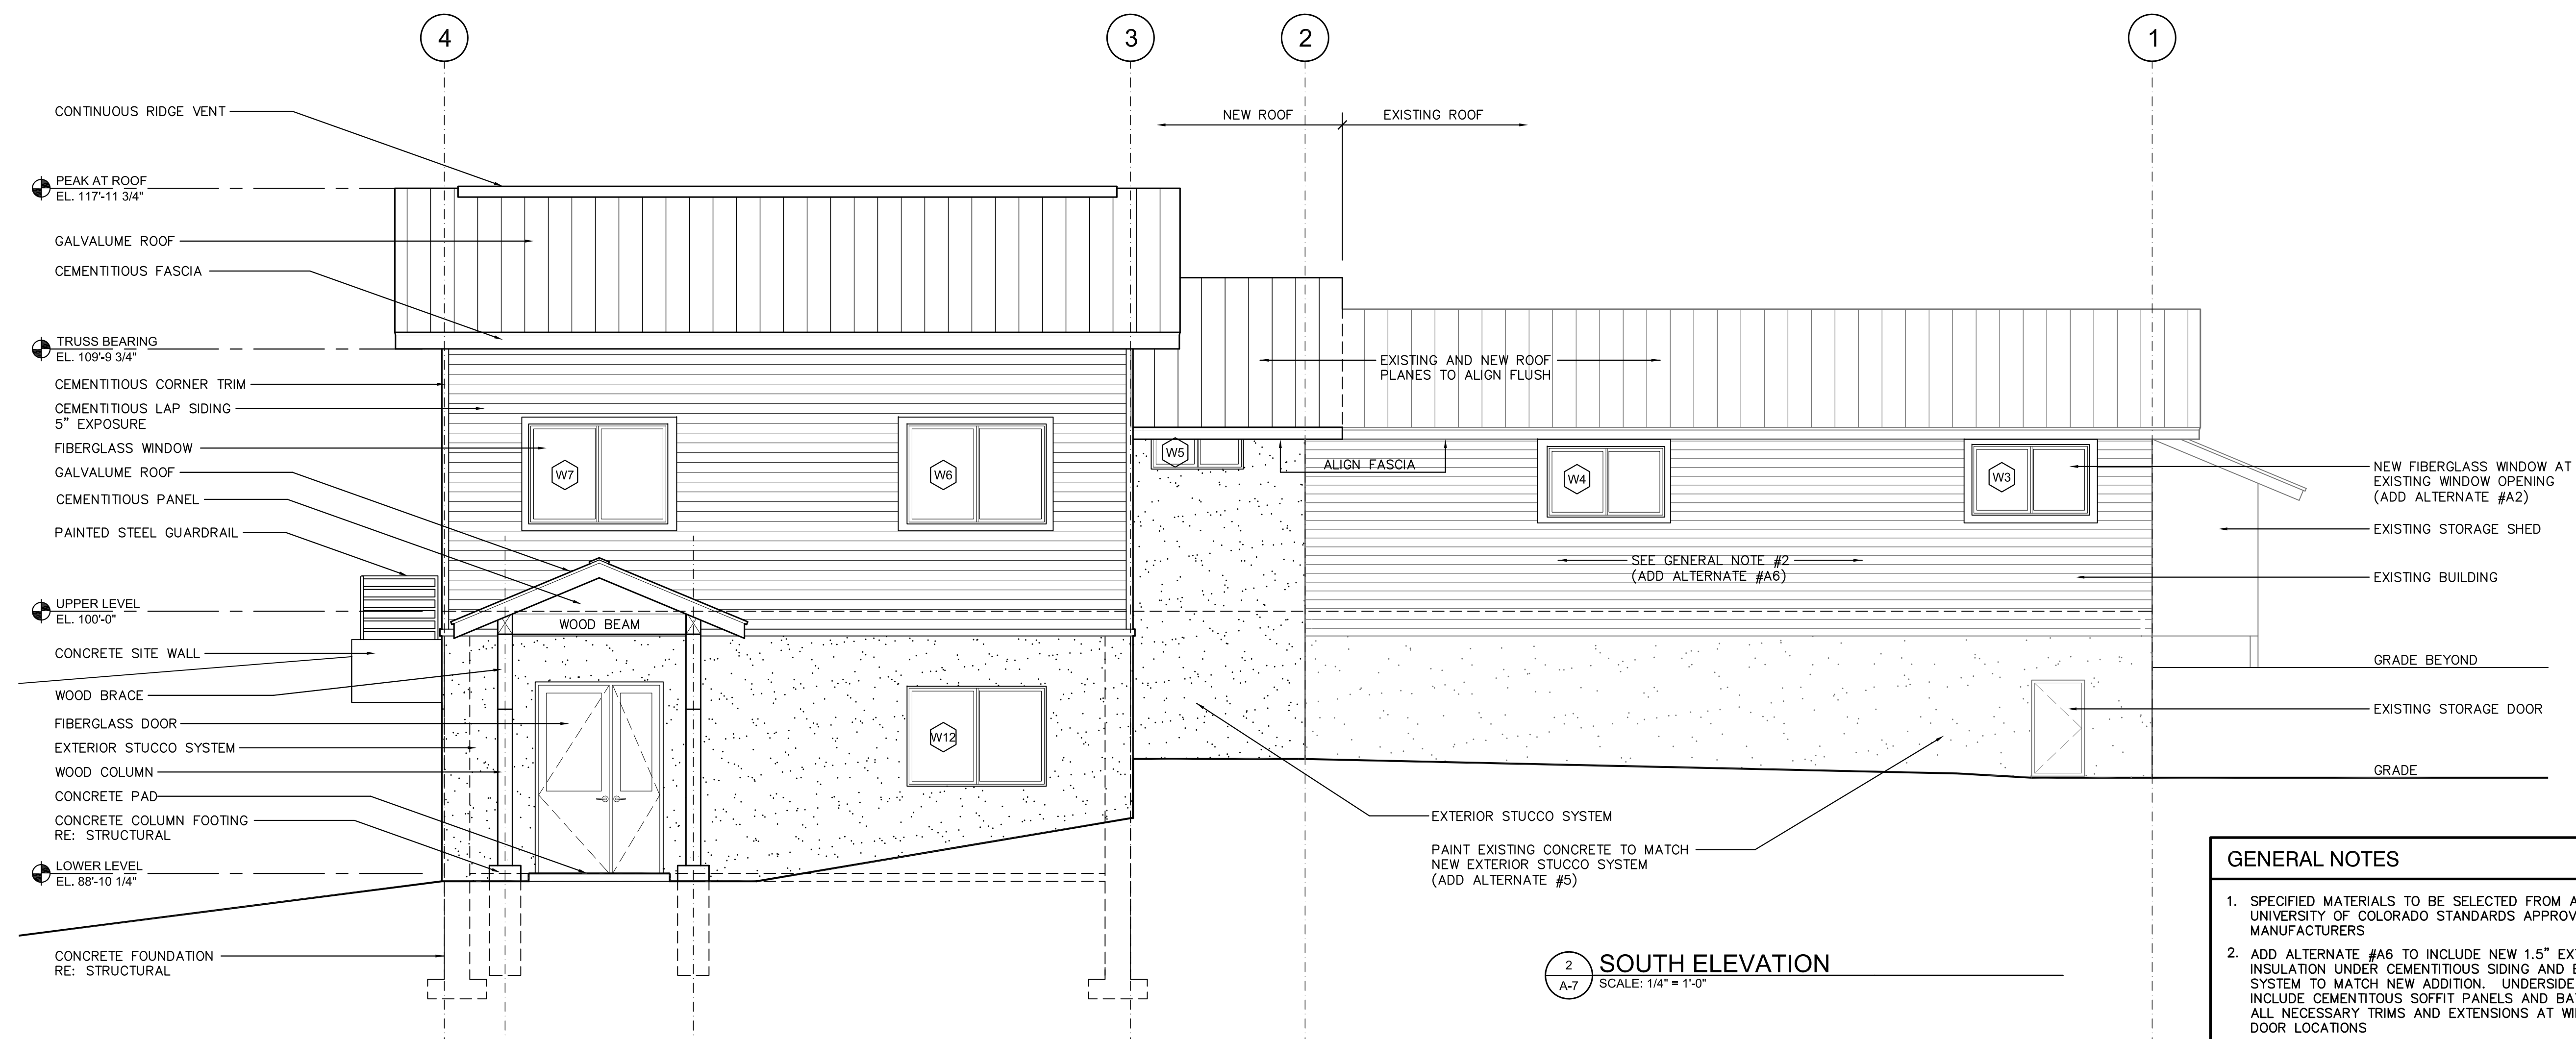 4
3
2
1
CONTINUOUS RIDGE VENT
NEW ROOF
EXISTING ROOF
PEAK AT ROOF
EL. 117'-11 3/4"
GALVALUME ROOF
CEMENTITIOUS FASCIA
TRUSS BEARING
EL. 109'-9 3/4"
CEMENTITIOUS CORNER TRIM
CEMENTITIOUS LAP SIDING
5" EXPOSURE
FIBERGLASS WINDOW
GALVALUME ROOF
CEMENTITIOUS PANEL
PAINTED STEEL GUARDRAIL
UPPER LEVEL
EL. 100'-0"
CONCRETE SITE WALL
WOOD BRACE
FIBERGLASS DOOR
EXTERIOR STUCCO SYSTEM
WOOD COLUMN
CONCRETE PAD
CONCRETE COLUMN FOOTING
RE: STRUCTURAL
LOWER LEVEL
EL. 88'-10 1/4"
CONCRETE FOUNDATION
RE: STRUCTURAL
W7
W6
WOOD BEAM
W12
W5
EXISTING AND NEW ROOF
PLANES TO ALIGN FLUSH
ALIGN FASCIA
W4
W3
SEE GENERAL NOTE #2
(ADD ALTERNATE #A6)
NEW FIBERGLASS WINDOW AT
EXISTING WINDOW OPENING
(ADD ALTERNATE #A2)
EXISTING STORAGE SHED
EXISTING BUILDING
GRADE BEYOND
EXISTING STORAGE DOOR
GRADE
EXTERIOR STUCCO SYSTEM
PAINT EXISTING CONCRETE TO MATCH
NEW EXTERIOR STUCCO SYSTEM
(ADD ALTERNATE #5)
2
A-7
SOUTH ELEVATION
SCALE: 1/4" = 1'-0"
GENERAL NOTES
1. SPECIFIED MATERIALS TO BE SELECTED FROM
UNIVERSITY OF COLORADO STANDARDS APPROV
MANUFACTURERS
2. ADD ALTERNATE #A6 TO INCLUDE NEW 1.5" EXT
INSULATION UNDER CEMENTITIOUS SIDING AND
SYSTEM TO MATCH NEW ADDITION. UNDERSIDE
INCLUDE CEMENTITOUS SOFFIT PANELS AND BA
ALL NECESSARY TRIMS AND EXTENSIONS AT WI
DOOR LOCATIONS